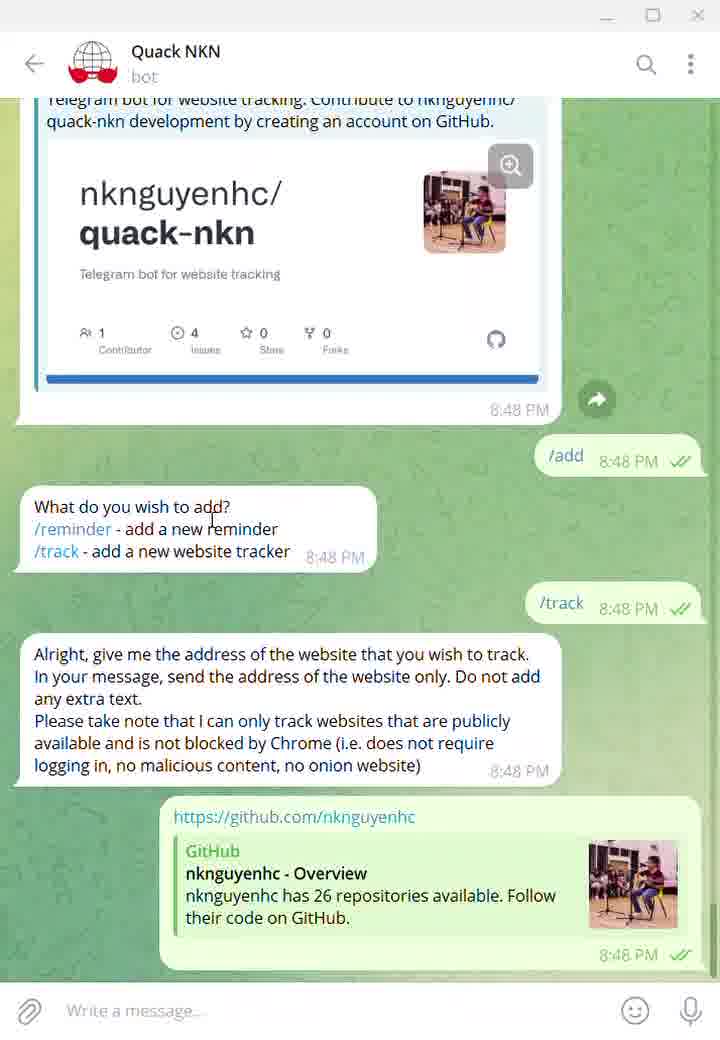 Quack NKN
bot
Telegram bot for website tracking. Contribute to nknguyenhc/
quack-nkn development by creating an account on GitHub.
nknguyenhc/
quack-nkn
Telegram bot for website tracking
1
Contributor
4
Issues
0
Stars
0
Forks
8:48 PM
/add
8:48 PM
What do you wish to add?
/reminder - add a new reminder
/track - add a new website tracker
8:48 PM
/track
8:48 PM
Alright, give me the address of the website that you wish to track.
In your message, send the address of the website only. Do not add
any extra text.
Please take note that I can only track websites that are publicly
available and is not blocked by Chrome (i.e. does not require
logging in, no malicious content, no onion website)
8:48 PM
https://github.com/nknguyenhc
GitHub
nknguyenhc - Overview
nknguyenhc has 26 repositories available. Follow
their code on GitHub.
8:48 PM
Write a message...